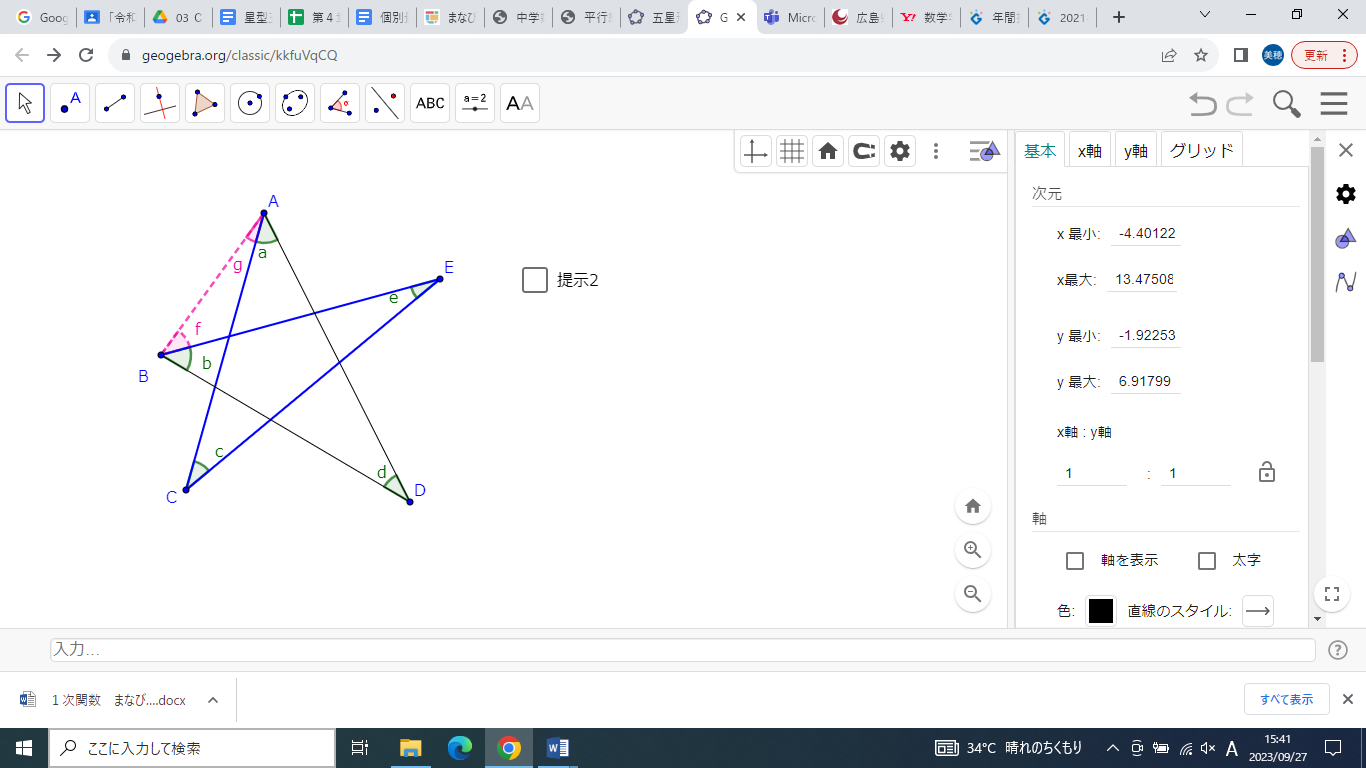 Goog
「令和
03 C
星型
第４
個別
まなび
中学
平行
五星
G
Micro
広島
数学
年間
2021
geogebra.org/classic/kkfuVqCQ
美穂
更新
A
a=2
ABC
AA
基本
x軸
y軸
グリッド
次元
x 最小: -4.40122
x最大: 13.47508
y 最小: -1.92253
y 最大: 6.91799
x軸 : y軸
1 : 1
軸
軸を表示
太字
色:
直線のスタイル:
A
a
g
E
e
提示2
f
b
B
c
C
d
D
入力…
１次関数　まなび....docx
すべて表示
ここに入力して検索
34°C 晴れのちくもり
A
15:41
2023/09/27